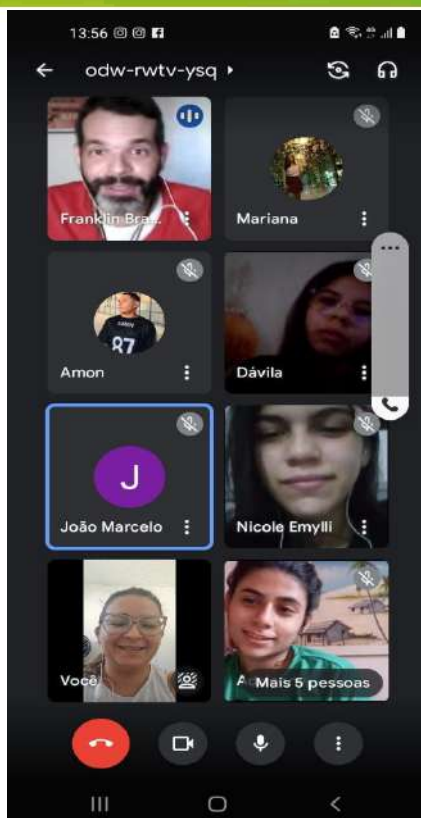 13:56
odw-rwtv-ysq
Franklin Bra...
Mariana
87
Amon
Dávila
J
João Marcelo
Nicole Emylli
Você
Mais 5 pessoas